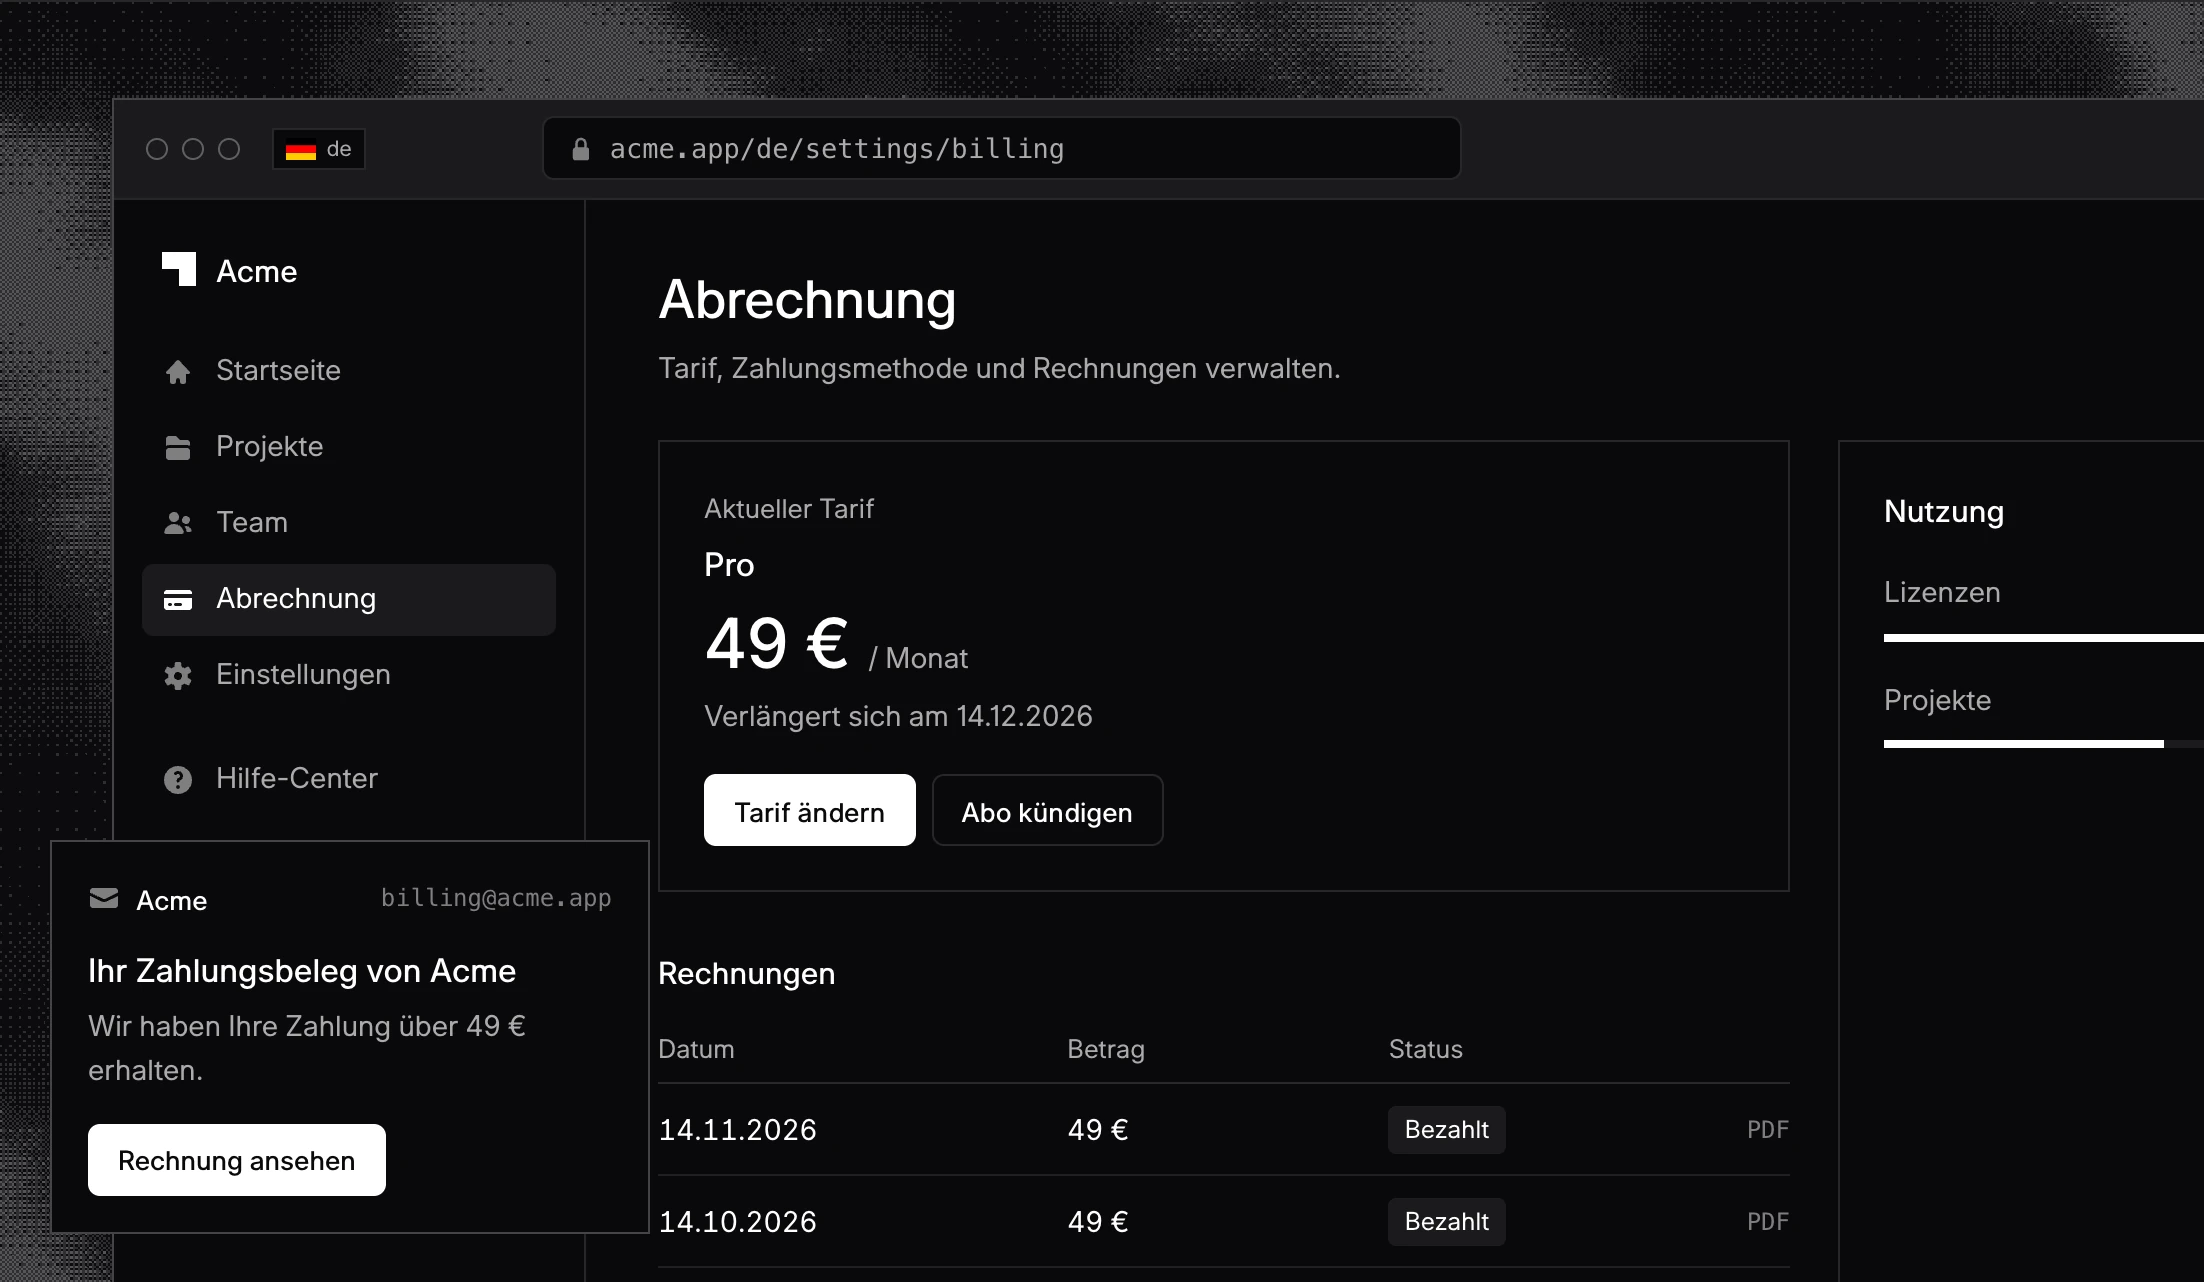 de
acme.app/de/settings/billing
Acme
Startseite
Projekte
Team
Abrechnung
Einstellungen
Hilfe-Center
Abrechnung
Tarif, Zahlungsmethode und Rechnungen verwalten.
Aktueller Tarif
Pro
49 € / Monat
Verlängert sich am 14.12.2026
Tarif ändern
Abo kündigen
Nutzung
Lizenzen
Projekte
Acme
billing@acme.app
Ihr Zahlungsbeleg von Acme
Wir haben Ihre Zahlung über 49 €
erhalten.
Rechnung ansehen
Rechnungen
Datum Betrag Status
14.11.2026 49 € Bezahlt PDF
14.10.2026 49 € Bezahlt PDF